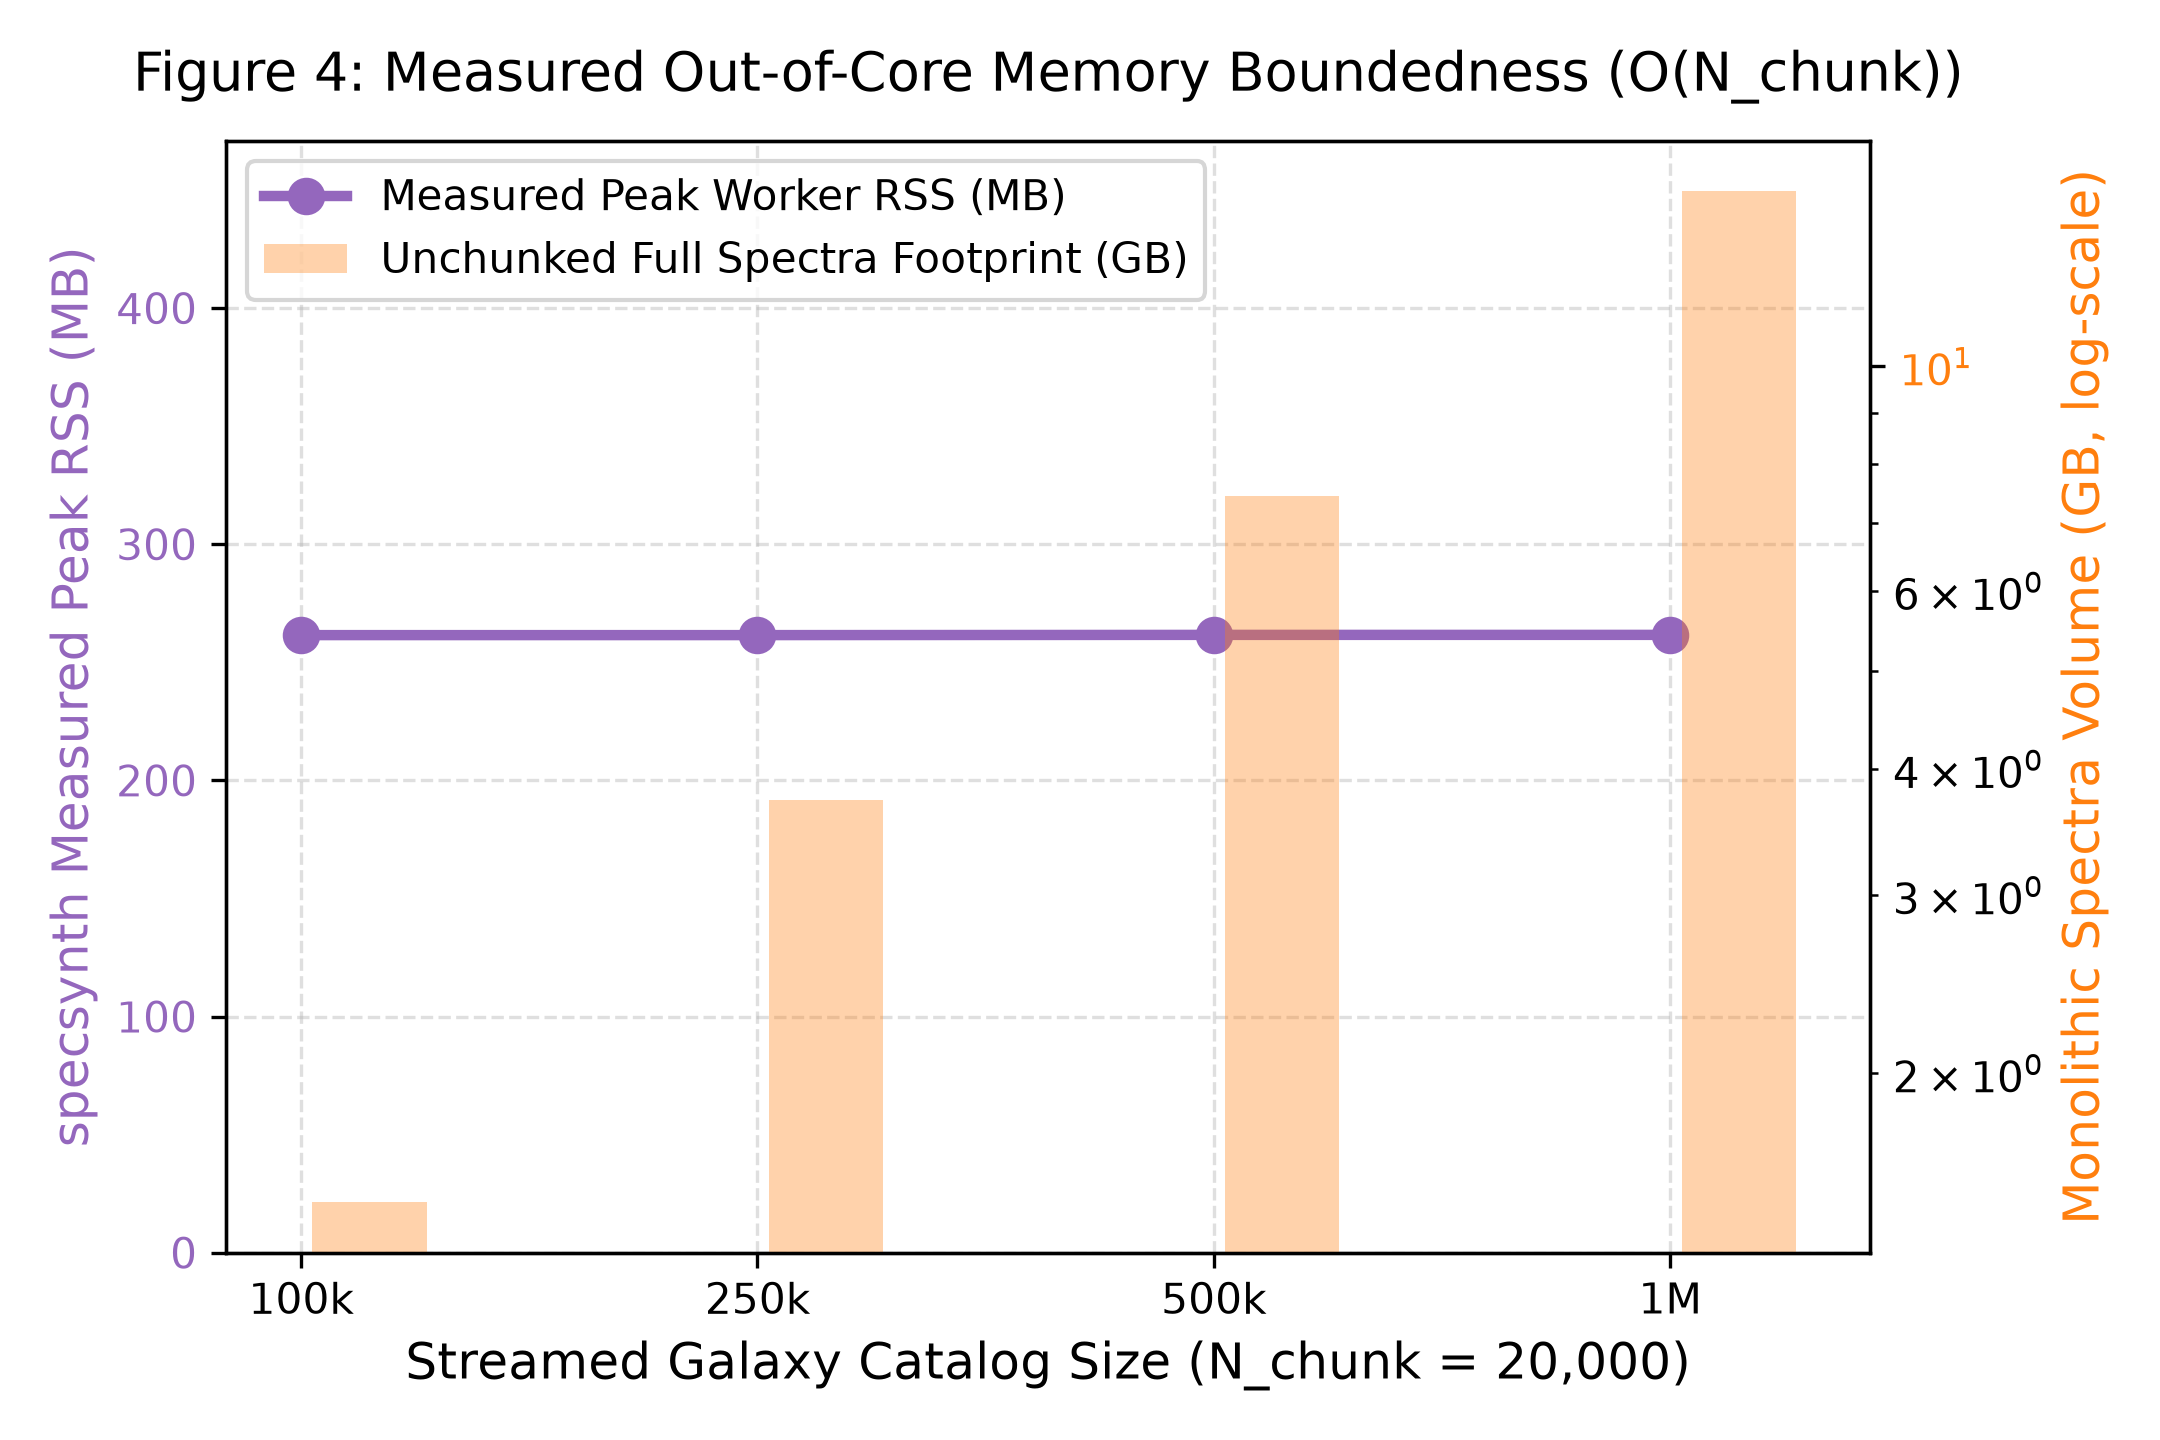 Figure 4: Measured Out-of-Core Memory Boundedness (O(N_chunk))
Measured Peak Worker RSS (MB)
Unchunked Full Spectra Footprint (GB)
specsynth Measured Peak RSS (MB)
400
300
200
100
0
10¹
6 × 10⁰
4 × 10⁰
3 × 10⁰
2 × 10⁰
Monolithic Spectra Volume (GB, log-scale)
100k 250k 500k 1M
Streamed Galaxy Catalog Size (N_chunk = 20,000)